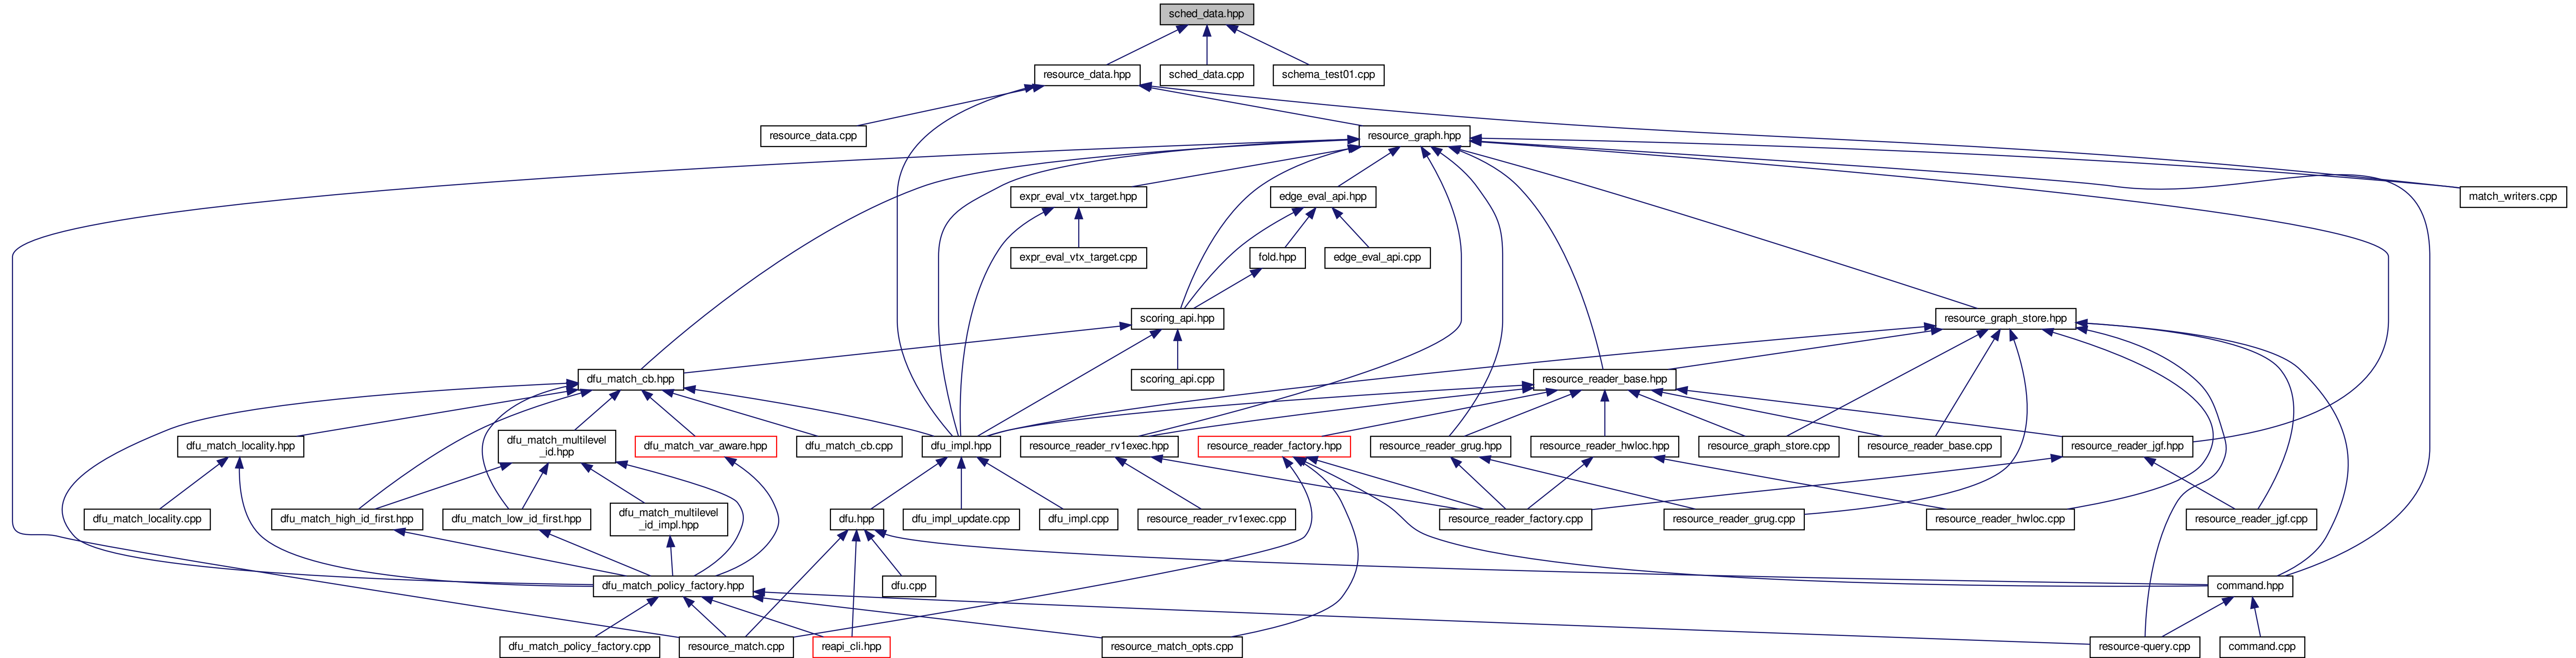 sched_data.hpp
resource_data.hpp
sched_data.cpp
schema_test01.cpp
resource_data.cpp
resource_graph.hpp
expr_eval_vtx_target.hpp
edge_eval_api.hpp
match_writers.cpp
expr_eval_vtx_target.cpp
fold.hpp
edge_eval_api.cpp
scoring_api.hpp
resource_graph_store.hpp
dfu_match_cb.hpp
scoring_api.cpp
resource_reader_base.hpp
dfu_match_locality.hpp
dfu_match_multilevel
_id.hpp
dfu_match_var_aware.hpp
dfu_match_cb.cpp
dfu_impl.hpp
resource_reader_rv1exec.hpp
resource_reader_factory.hpp
resource_reader_grug.hpp
resource_reader_hwloc.hpp
resource_graph_store.cpp
resource_reader_base.cpp
resource_reader_jgf.hpp
dfu_match_locality.cpp
dfu_match_high_id_first.hpp
dfu_match_low_id_first.hpp
dfu_match_multilevel
_id_impl.hpp
dfu.hpp
dfu_impl_update.cpp
dfu_impl.cpp
resource_reader_rv1exec.cpp
resource_reader_factory.cpp
resource_reader_grug.cpp
resource_reader_hwloc.cpp
resource_reader_jgf.cpp
dfu_match_policy_factory.hpp
dfu.cpp
command.hpp
dfu_match_policy_factory.cpp
resource_match.cpp
reapi_cli.hpp
resource_match_opts.cpp
resource-query.cpp
command.cpp